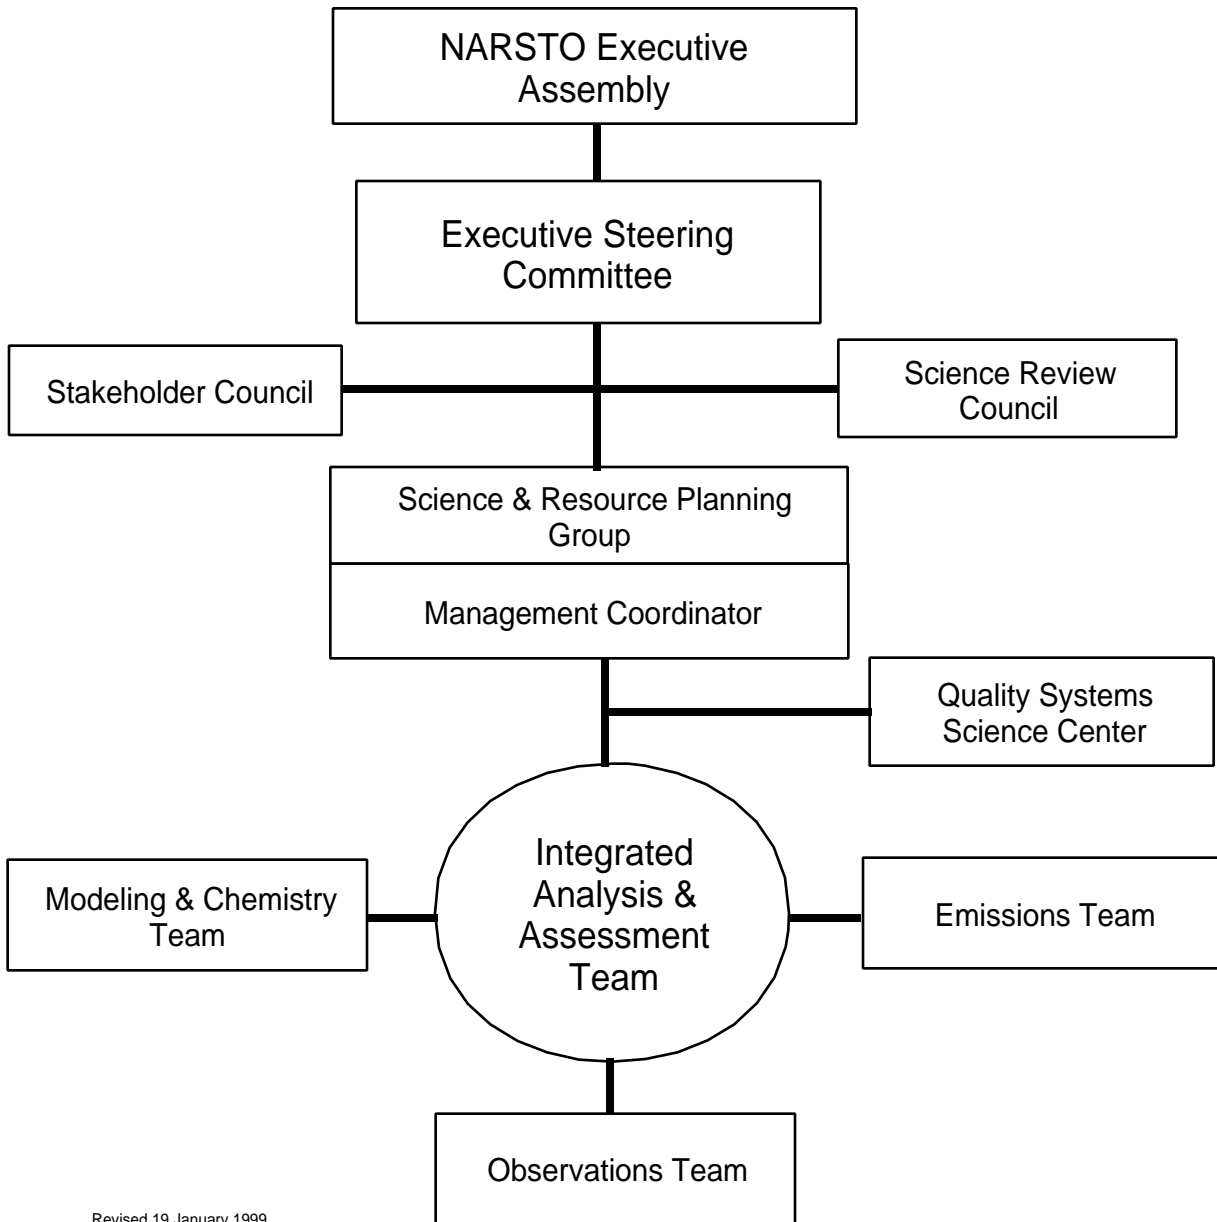 NARSTO Executive
Assembly
Executive Steering
Committee
Stakeholder Council
Science Review
Council
Science & Resource Planning
Group
Management Coordinator
Quality Systems
Science Center
Integrated
Analysis &
Assessment
Team
Modeling & Chemistry
Team
Emissions Team
Observations Team
Revised 19 January 1999